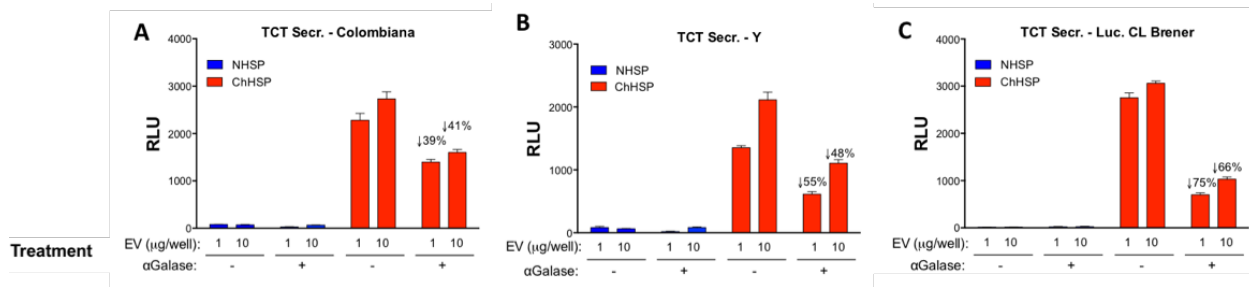 A
TCT Secr. - Colombiana
4000
3000
2000
1000
0
RLU
NHSP
ChHSP
↓39%
↓41%
EV (μg/well): 1 10 1 10 1 10 1 10
αGalase: - + - +
B
TCT Secr. - Y
3000
2000
1000
0
RLU
NHSP
ChHSP
↓55%
↓48%
EV (μg/well): 1 10 1 10 1 10 1 10
αGalase: - + - +
C
TCT Secr. - Luc. CL Brener
4000
3000
2000
1000
0
RLU
NHSP
ChHSP
↓75%
↓66%
EV (μg/well): 1 10 1 10 1 10 1 10
αGalase: - + - +
Treatment